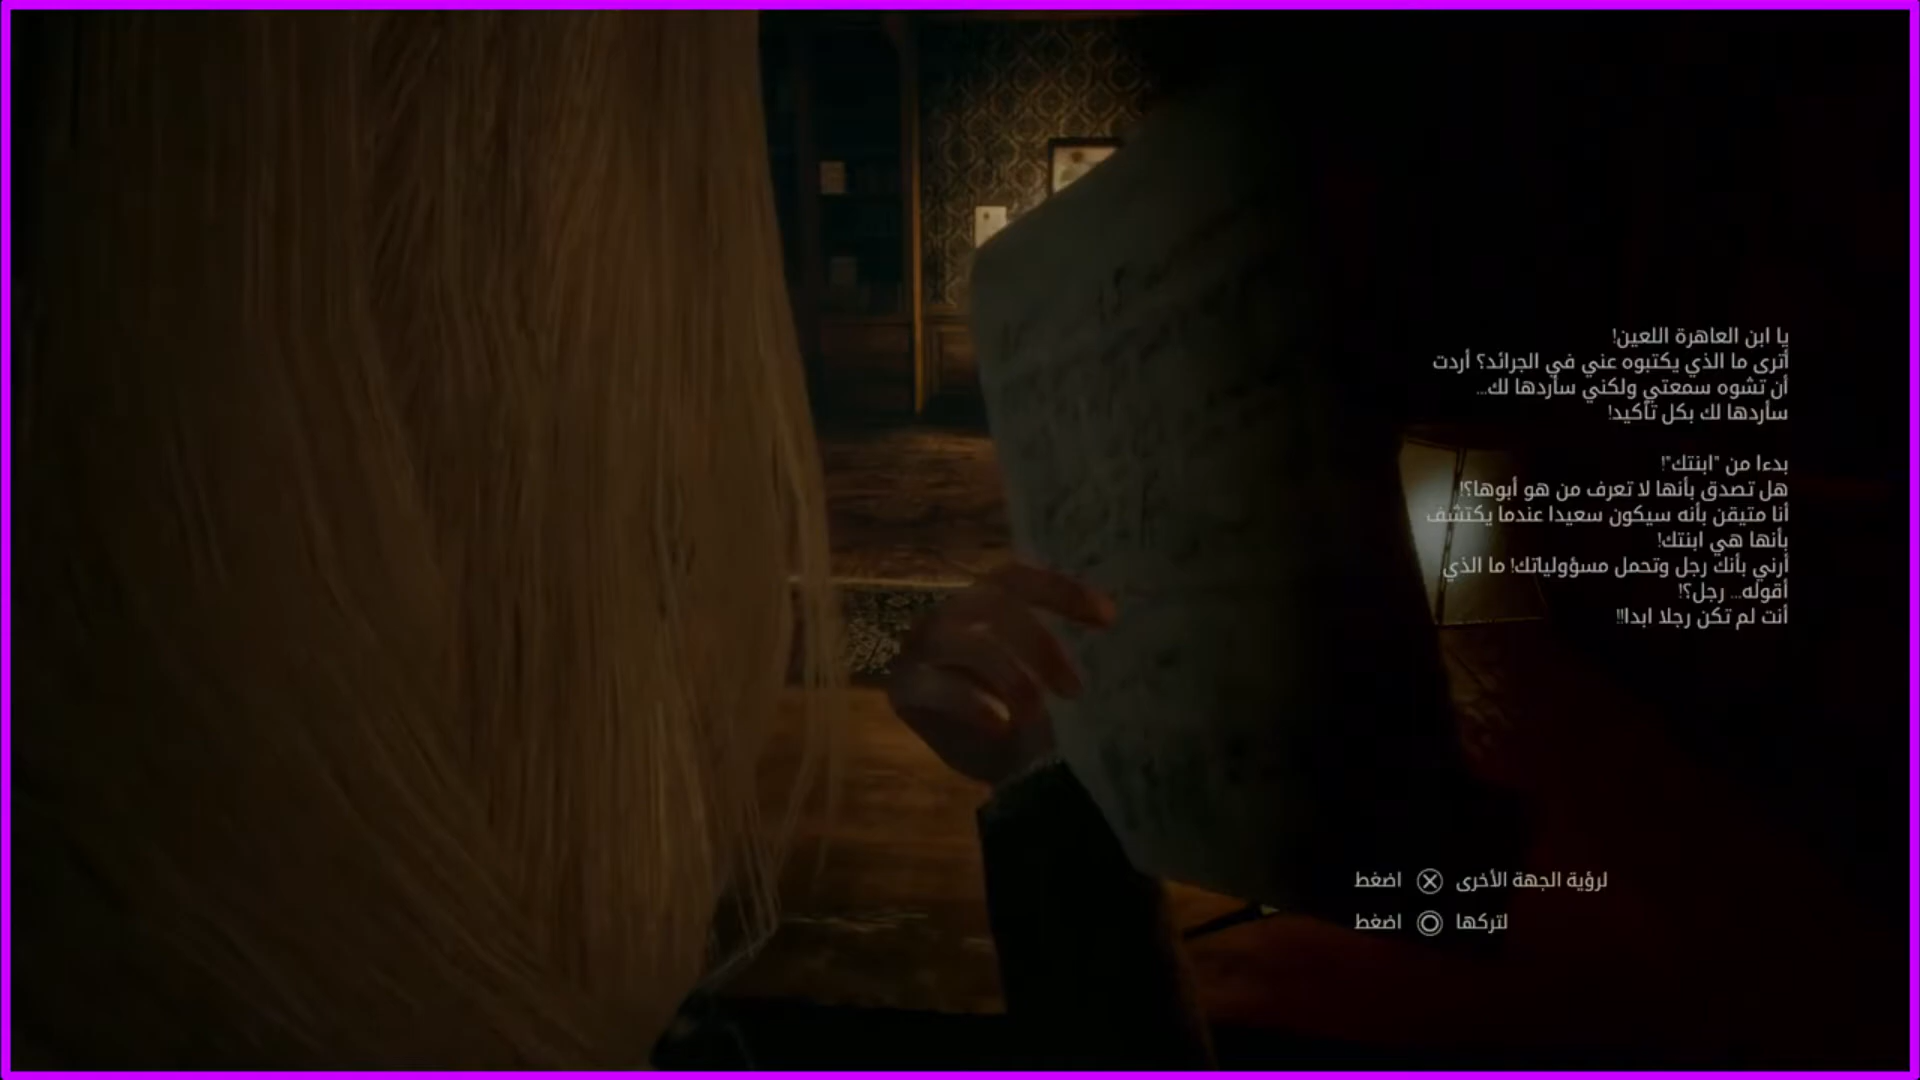 يا ابن العاهرة اللعين!
أترى ما الذي يكتبوه عني في الجرائد؟ أردت
أن تشوه سمعتي ولكني سأردها لك...
سأردها لك بكل تأكيد!
بدءا من "ابنتك"!
هل تصدق بأنها لا تعرف من هو أبوها؟!
أنا متيقن بأنه سيكون سعيدا عندما يكتشف
بأنها هي ابنتك!
أرني بأنك رجل وتحمل مسؤولياتك! ما الذي
أقوله... رجل؟!
أنت لم تكن رجلا ابدا!!
لرؤية الجهة الأخرى ⓧ اضغط
لتركها ◯ اضغط